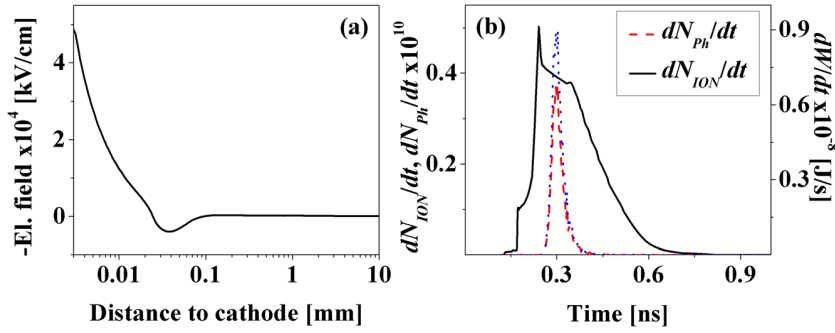 (a)
-El. field x10⁴ [kV/cm]
4
2
0
0.01
0.1
1
10
Distance to cathode [mm]
(b)
dN_Ph/dt
dN_ION/dt
dN_ION/dt, dN_Ph/dt x10¹⁰
0.4
0.2
0.9
0.6
0.3
dW/dt x10⁻⁸ [J/s]
0.3
0.6
0.9
Time [ns]